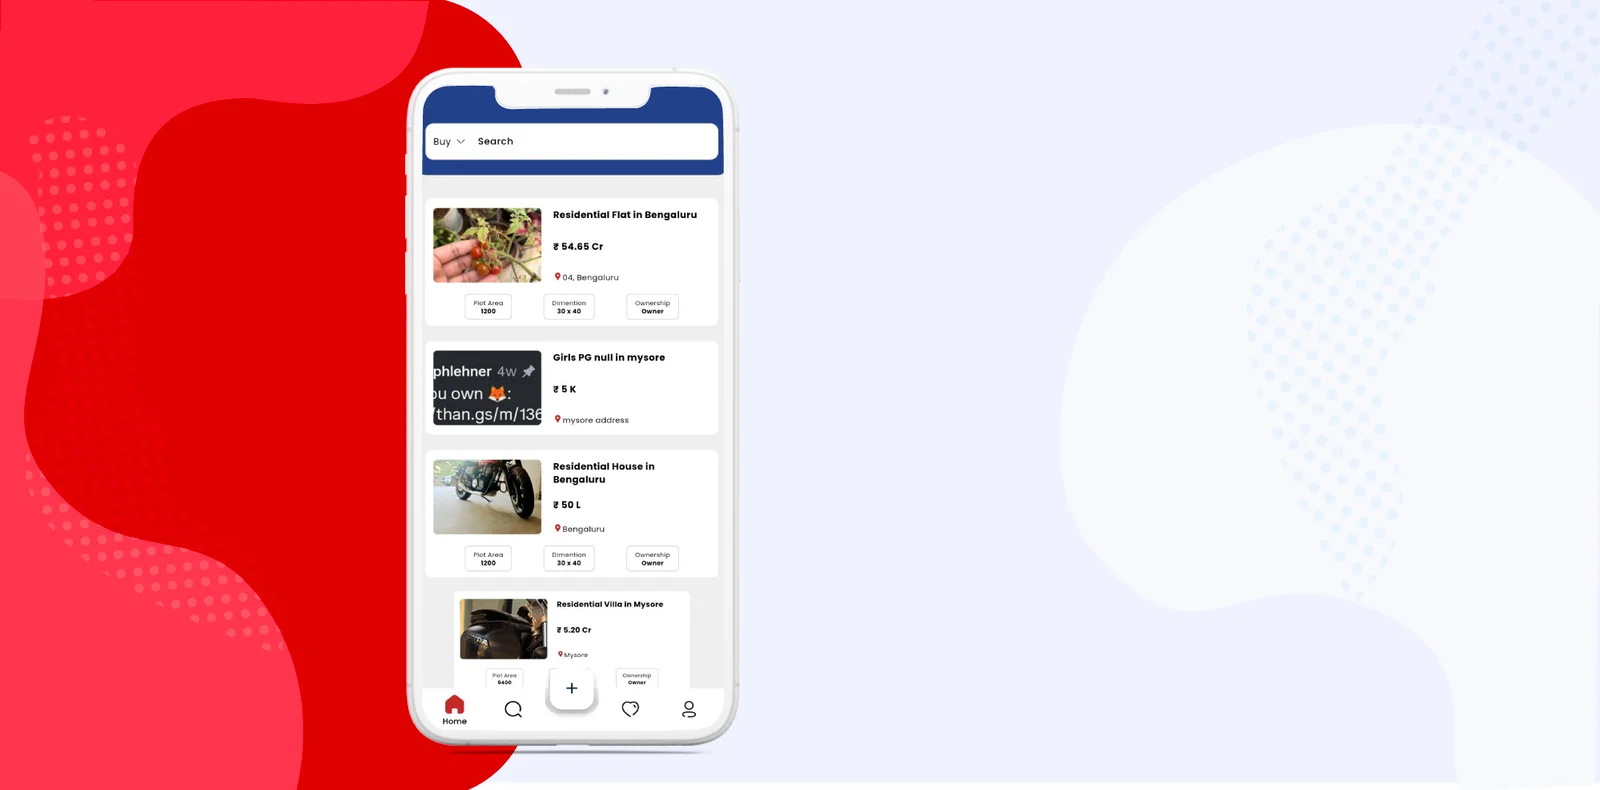 Buy Search
Residential Flat in Bengaluru
₹ 54.65 Cr
04, Bengaluru
Plot Area Dimention Ownership
1200 30 x 40 Owner
Girls PG null in mysore
phlehner 4w
ou own 🦊:
/than.gs/m/136
₹ 5 K
mysore address
Residential House in
Bengaluru
₹ 50 L
Bengaluru
Plot Area Dimention Ownership
1200 30 x 40 Owner
Residential Villa in Mysore
₹ 5.20 Cr
Mysore
Plot Area Ownership
6400 Owner
Home